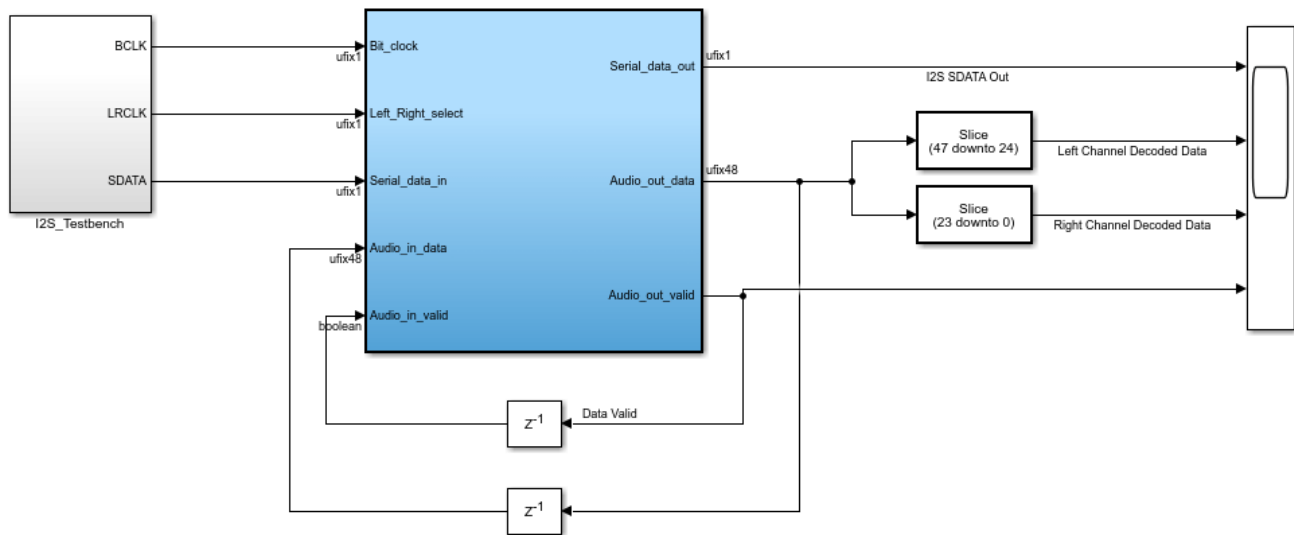 BCLK
ufix1
Bit_clock
Serial_data_out
ufix1
I2S SDATA Out
LRCLK
ufix1
Left_Right_select
Slice
(47 downto 24)
Left Channel Decoded Data
SDATA
ufix1
Serial_data_in
Audio_out_data
ufix48
Slice
(23 downto 0)
Right Channel Decoded Data
I2S_Testbench
Audio_in_data
ufix48
Audio_out_valid
Audio_in_valid
boolean
Z-1
Data Valid
Z-1